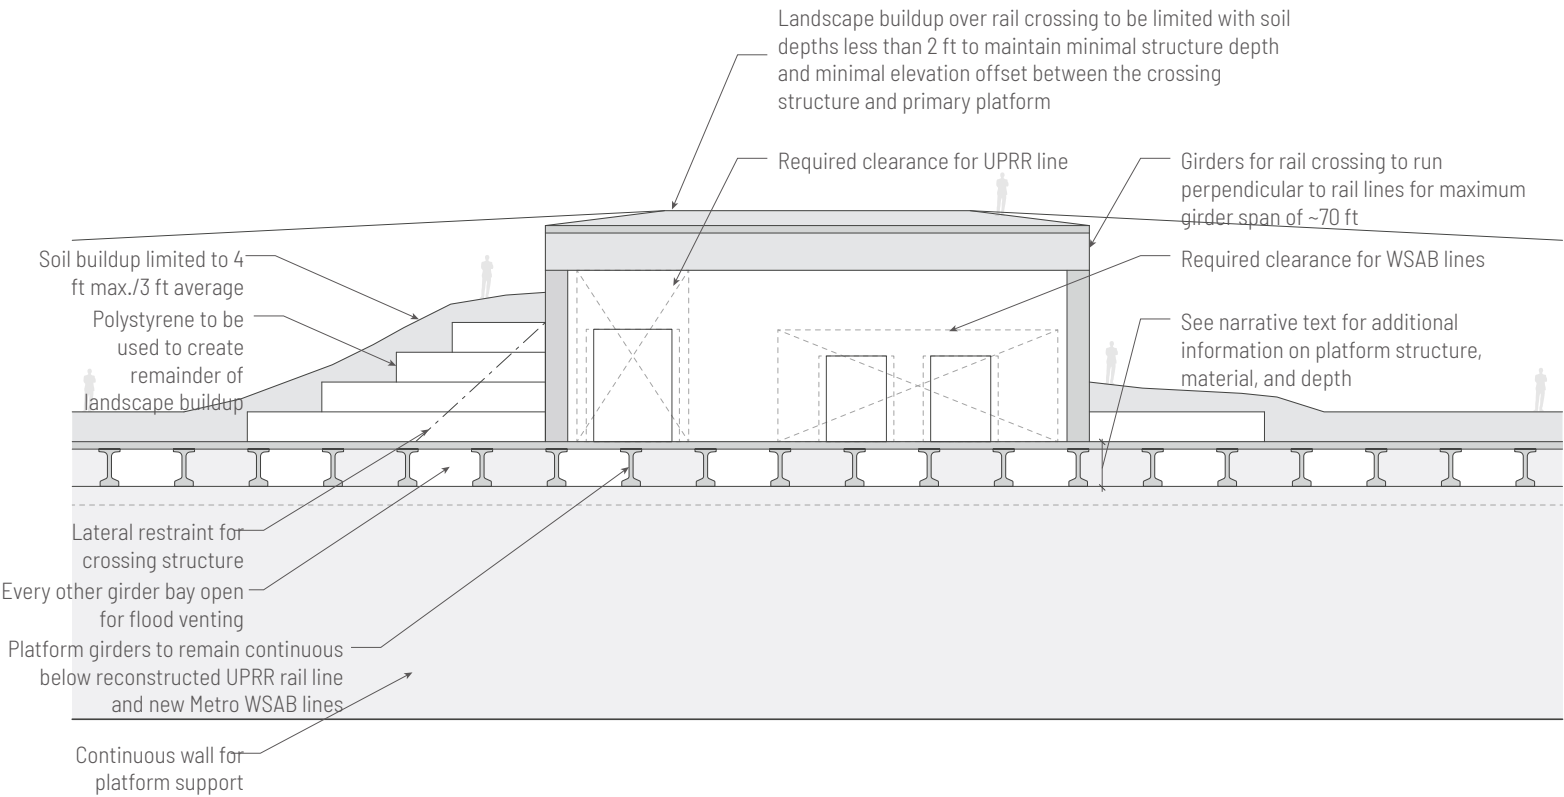 Landscape buildup over rail crossing to be limited with soil
depths less than 2 ft to maintain minimal structure depth
and minimal elevation offset between the crossing
structure and primary platform
Required clearance for UPRR line
Girders for rail crossing to run
perpendicular to rail lines for maximum
girder span of ~70 ft
Soil buildup limited to 4
ft max./3 ft average
Required clearance for WSAB lines
Polystyrene to be
used to create
remainder of
landscape buildup
See narrative text for additional
information on platform structure,
material, and depth
Lateral restraint for
crossing structure
Every other girder bay open
for flood venting
Platform girders to remain continuous
below reconstructed UPRR rail line
and new Metro WSAB lines
Continuous wall for
platform support